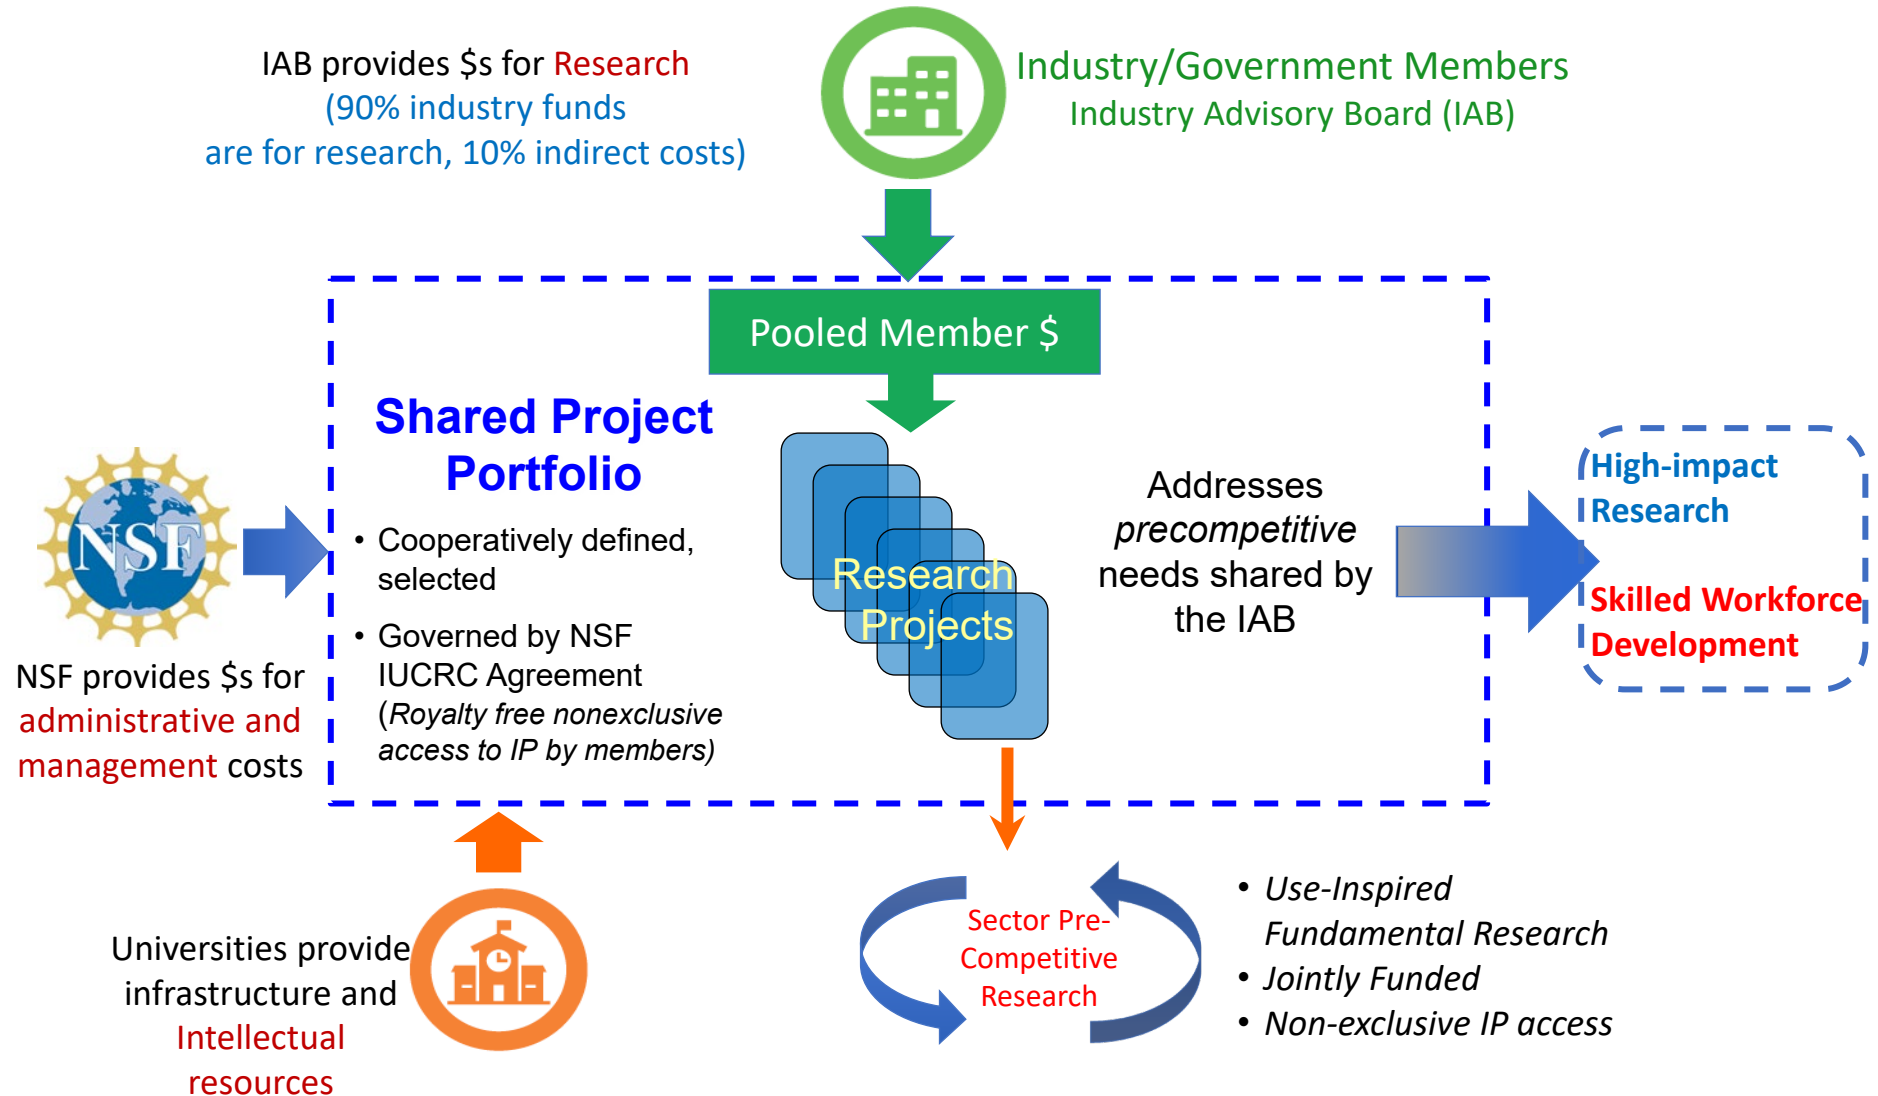 IAB provides $s for Research
(90% industry funds
are for research, 10% indirect costs)
Industry/Government Members
Industry Advisory Board (IAB)
Pooled Member $
Shared Project
Portfolio
• Cooperatively defined,
selected
• Governed by NSF
IUCRC Agreement
(Royalty free nonexclusive
access to IP by members)
Research
Projects
Addresses
precompetitive
needs shared by
the IAB
High-impact
Research
Skilled Workforce
Development
NSF
NSF provides $s for
administrative and
management costs
Universities provide
infrastructure and
Intellectual
resources
Sector Pre-
Competitive
Research
• Use-Inspired
Fundamental Research
• Jointly Funded
• Non-exclusive IP access